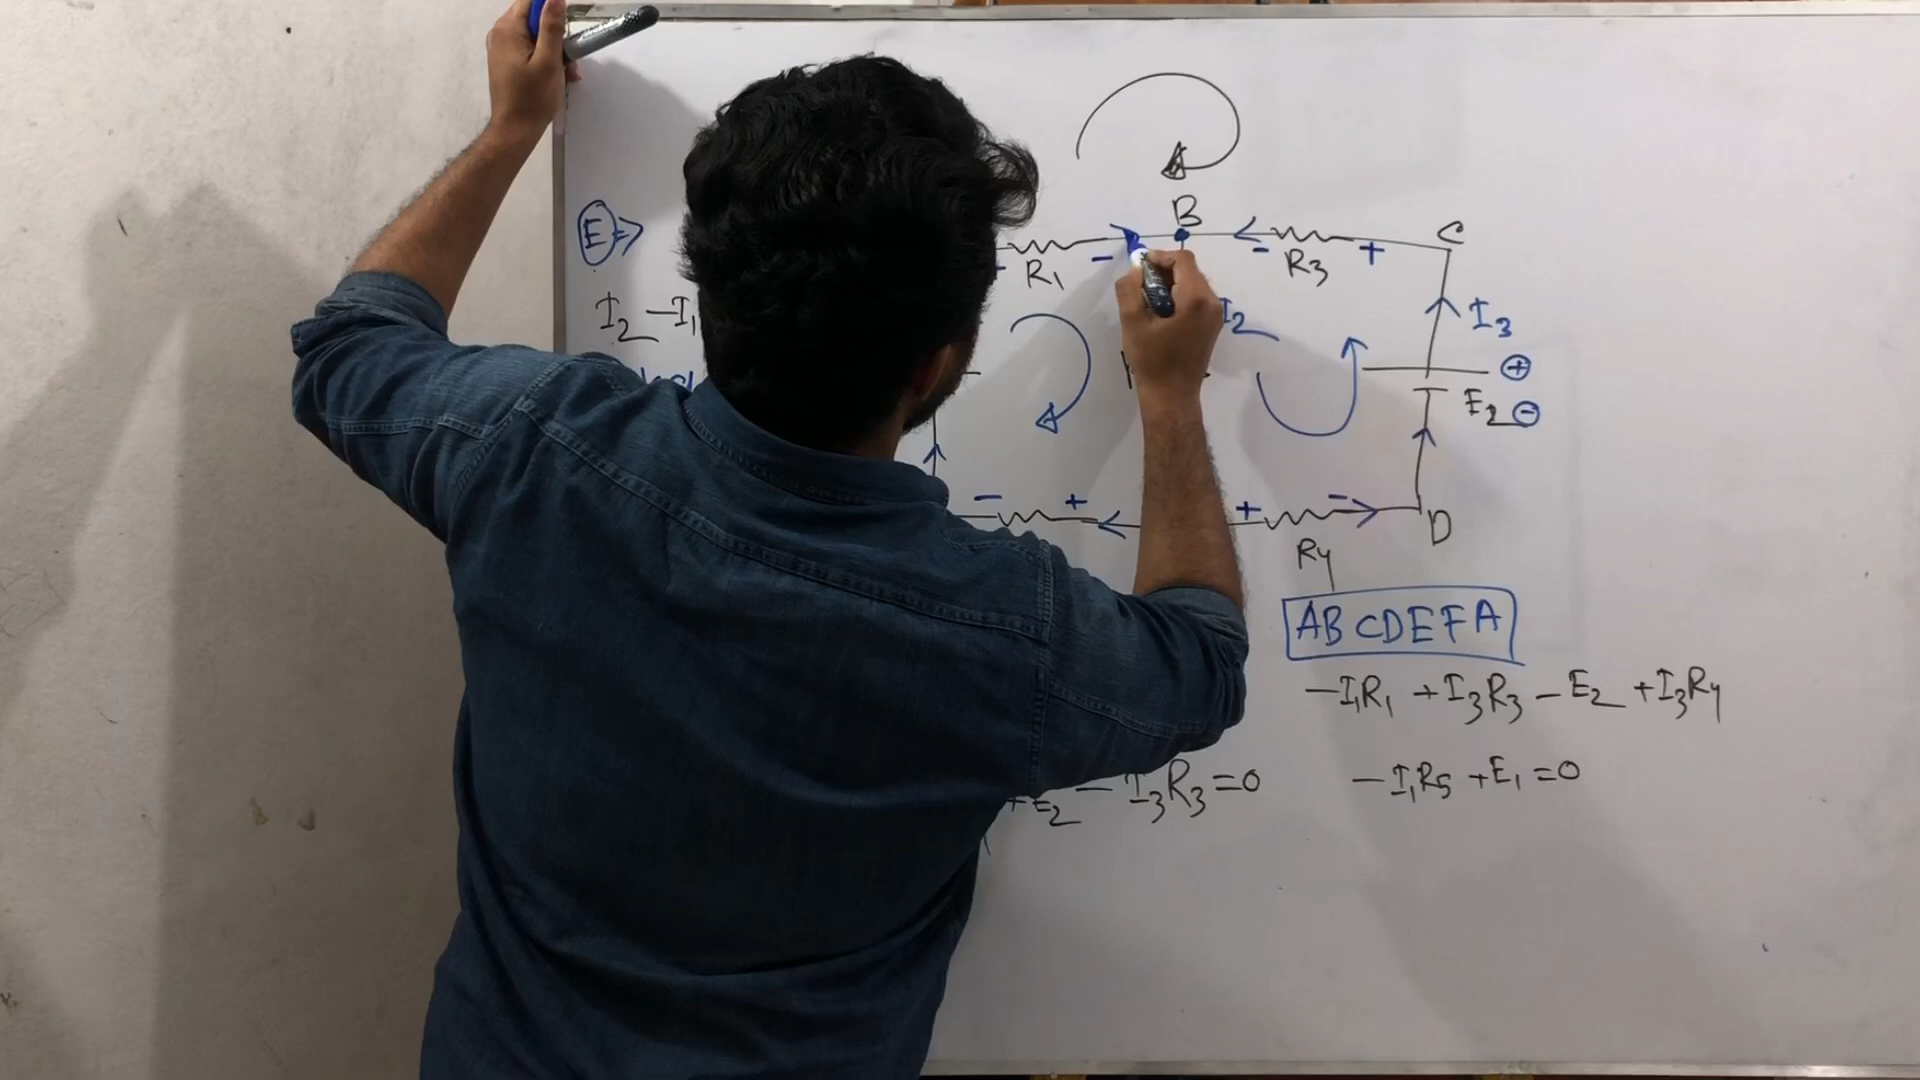 B
C
E ⇒
- R₁ -
- R₃ +
I₂ - I₁
I₂
I₃
+
E₂ -
- +
+ -
D
R₄
ABCDEFA
-I₁R₁ + I₃R₃ - E₂ + I₃R₄
+E₂ - I₃R₃ = 0
-I₁R₅ + E₁ = 0